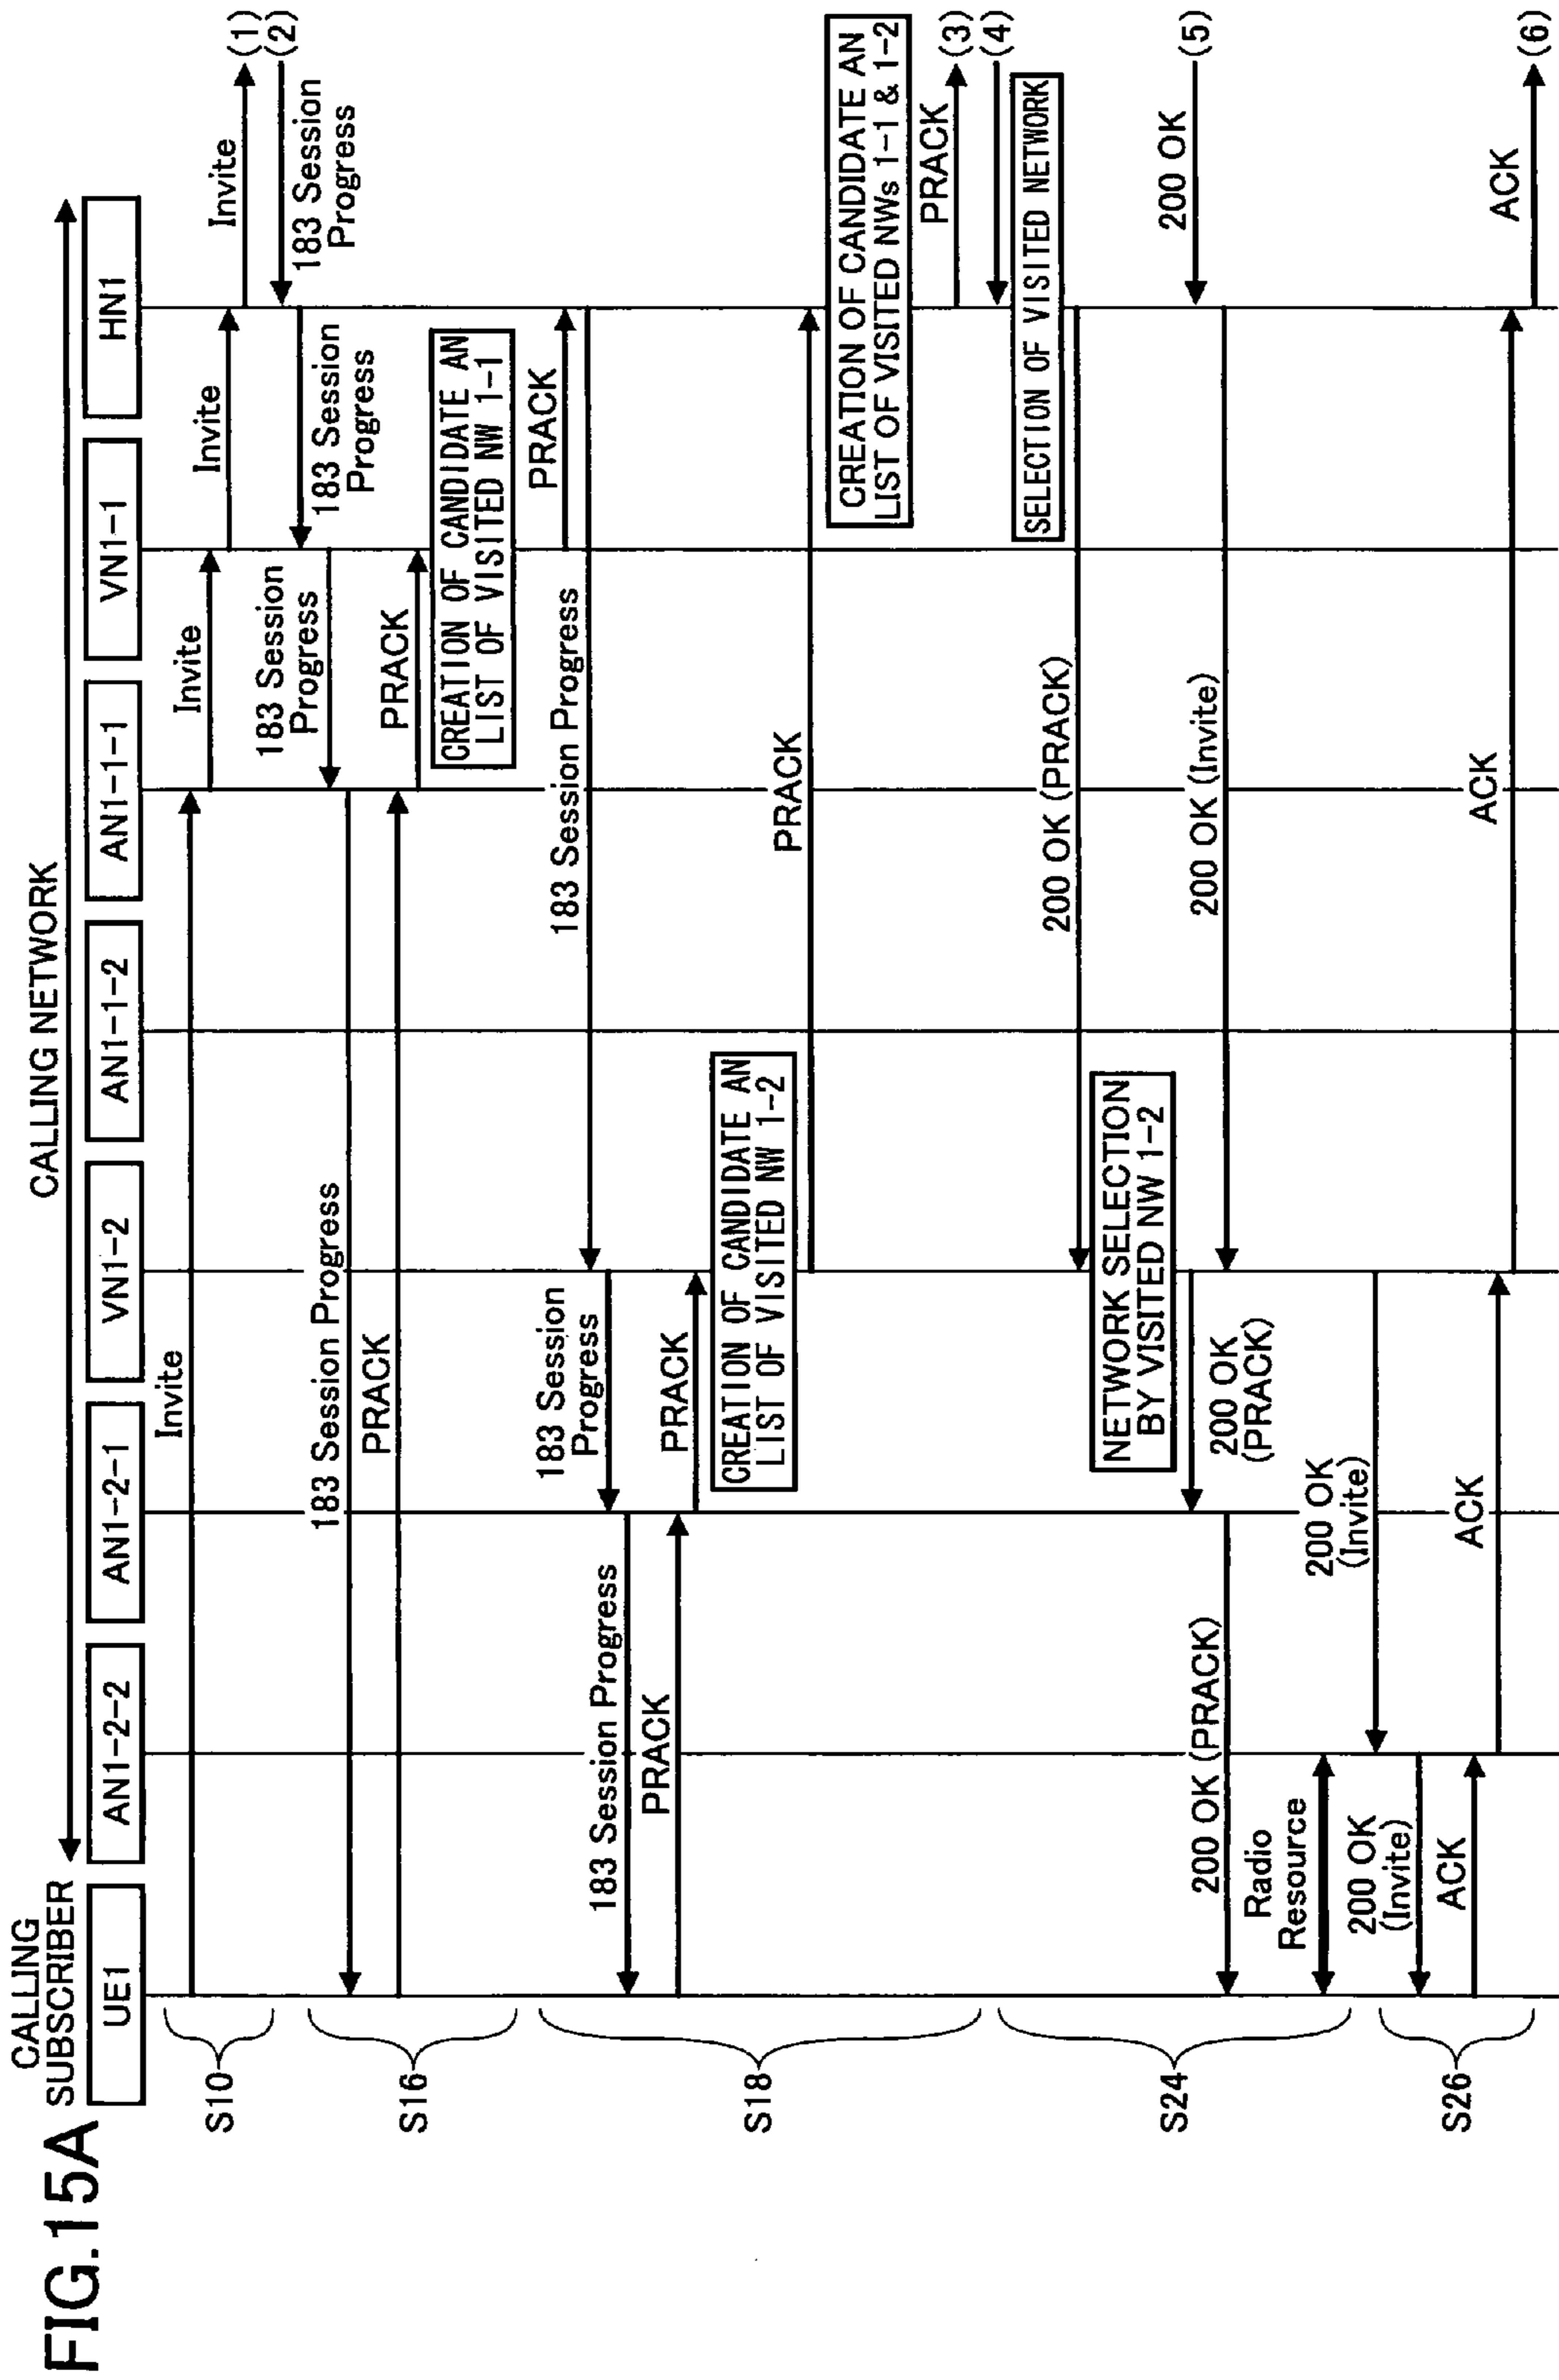 FIG.15A
CALLING
SUBSCRIBER
CALLING NETWORK
UE1
AN1-2-2
AN1-2-1
VN1-2
AN1-1-2
AN1-1-1
VN1-1
HN1
S10
Invite
Invite
Invite
Invite
(1)
(2)
183 Session
Progress
183 Session
Progress
183 Session
Progress
S16
183 Session Progress
PRACK
PRACK
CREATION OF CANDIDATE AN
LIST OF VISITED NW 1-1
S18
PRACK
183 Session Progress
183 Session
Progress
183 Session Progress
PRACK
PRACK
CREATION OF CANDIDATE AN
LIST OF VISITED NW 1-2
PRACK
CREATION OF CANDIDATE AN
LIST OF VISITED NWs 1-1 & 1-2
PRACK
(3)
(4)
S24
SELECTION OF VISITED NETWORK
200 OK (PRACK)
NETWORK SELECTION
BY VISITED NW 1-2
200 OK
(5)
200 OK
(PRACK)
200 OK (Invite)
200 OK (PRACK)
Radio
Resource
S26
200 OK
(Invite)
200 OK
(Invite)
ACK
ACK
ACK
ACK
(6)